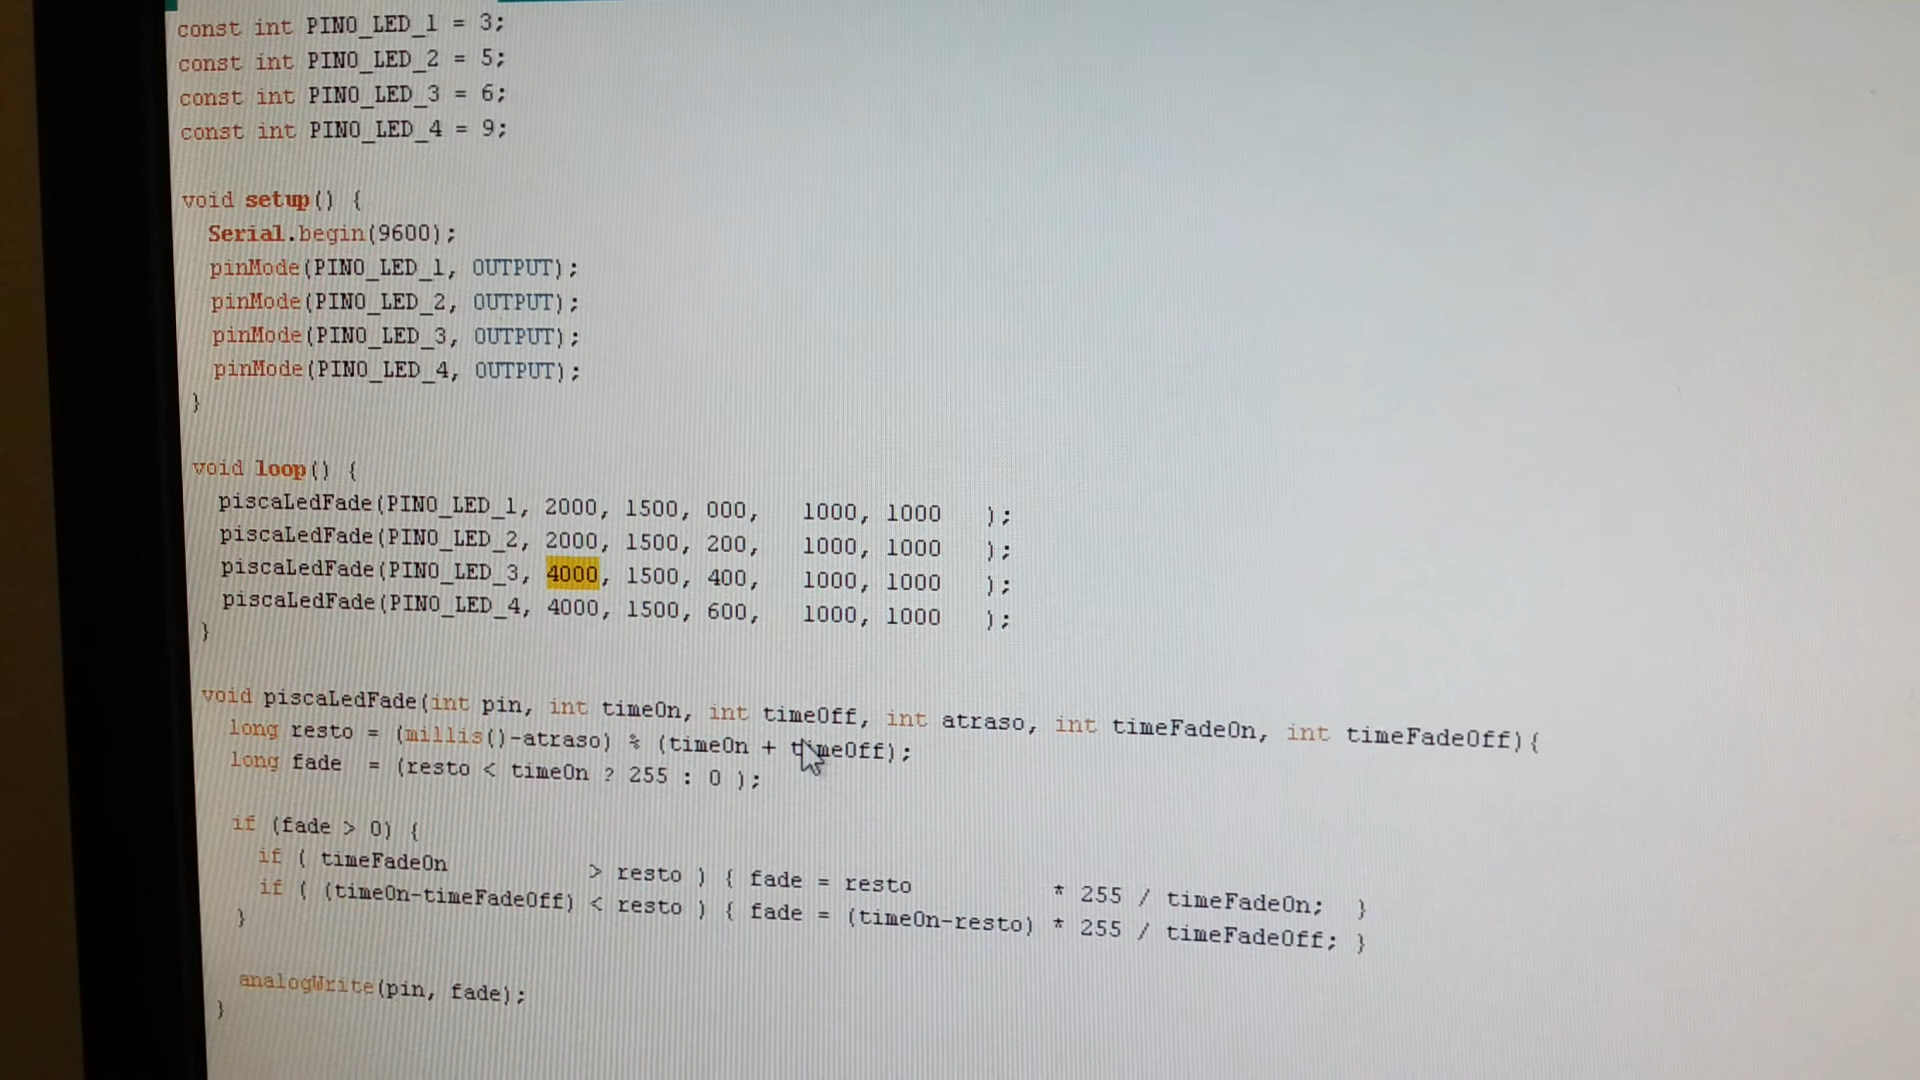 const int PINO_LED_1 = 3;
const int PINO_LED_2 = 5;
const int PINO_LED_3 = 6;
const int PINO_LED_4 = 9;
void setup() {
Serial.begin(9600);
pinMode(PINO_LED_1, OUTPUT);
pinMode(PINO_LED_2, OUTPUT);
pinMode(PINO_LED_3, OUTPUT);
pinMode(PINO_LED_4, OUTPUT);
}
void loop() {
piscaLedFade(PINO_LED_1, 2000, 1500, 000, 1000, 1000 );
piscaLedFade(PINO_LED_2, 2000, 1500, 200, 1000, 1000 );
piscaLedFade(PINO_LED_3, 4000, 1500, 400, 1000, 1000 );
piscaLedFade(PINO_LED_4, 4000, 1500, 600, 1000, 1000 );
}
void piscaLedFade(int pin, int timeOn, int timeOff, int atraso, int timeFadeOn, int timeFadeOff){
long resto = (millis()-atraso) % (timeOn + timeOff);
long fade = (resto < timeOn ? 255 : 0 );
if (fade > 0) {
if ( timeFadeOn > resto ) { fade = resto * 255 / timeFadeOn; }
if ( (timeOn-timeFadeOff) < resto ) { fade = (timeOn-resto) * 255 / timeFadeOff; }
}
analogWrite(pin, fade);
}